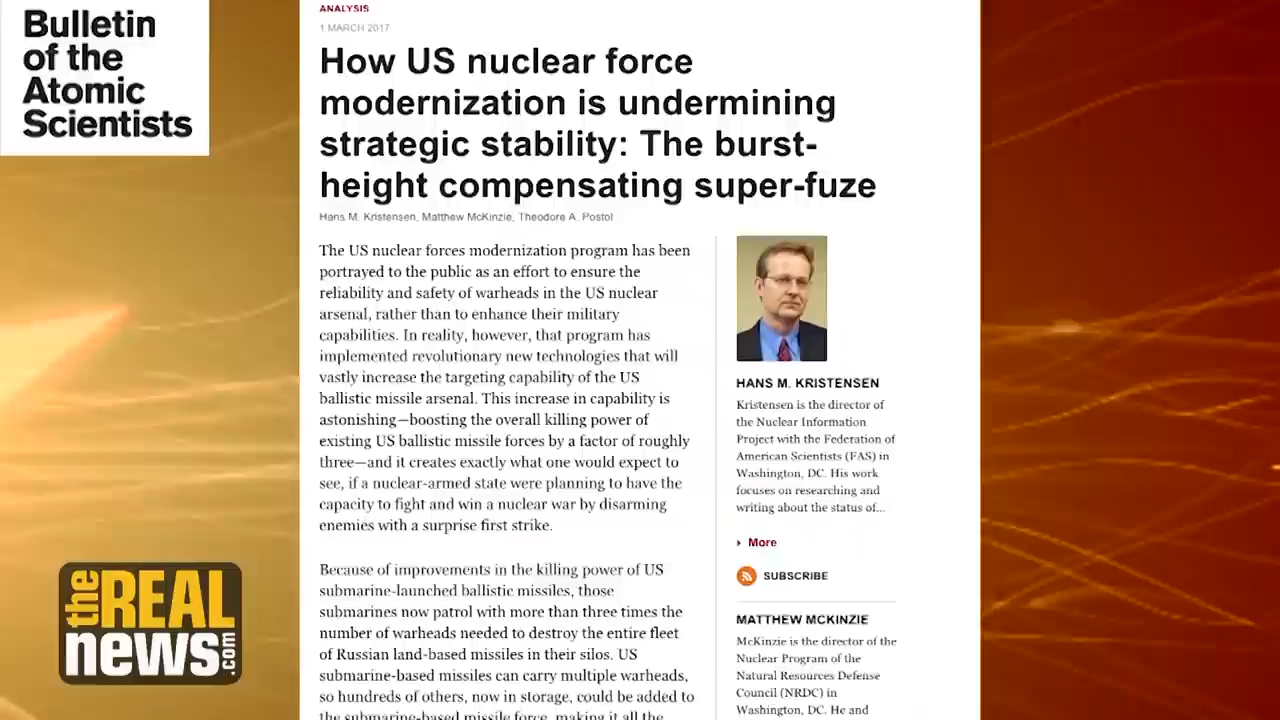 Bulletin
of the
Atomic
Scientists
ANALYSIS
1 MARCH 2017
How US nuclear force
modernization is undermining
strategic stability: The burst-
height compensating super-fuze
Hans M. Kristensen, Matthew McKinzie, Theodore A. Postol
The US nuclear forces modernization program has been
portrayed to the public as an effort to ensure the
reliability and safety of warheads in the US nuclear
arsenal, rather than to enhance their military
capabilities. In reality, however, that program has
implemented revolutionary new technologies that will
vastly increase the targeting capability of the US
ballistic missile arsenal. This increase in capability is
astonishing—boosting the overall killing power of
existing US ballistic missile forces by a factor of roughly
three—and it creates exactly what one would expect to
see, if a nuclear-armed state were planning to have the
capacity to fight and win a nuclear war by disarming
enemies with a surprise first strike.
Because of improvements in the killing power of US
submarine-launched ballistic missiles, those
submarines now patrol with more than three times the
number of warheads needed to destroy the entire fleet
of Russian land-based missiles in their silos. US
submarine-based missiles can carry multiple warheads,
so hundreds of others, now in storage, could be added to
the submarine-based missile force, making it all the
HANS M. KRISTENSEN
Kristensen is the director of
the Nuclear Information
Project with the Federation of
American Scientists (FAS) in
Washington, DC. His work
focuses on researching and
writing about the status of...
More
SUBSCRIBE
MATTHEW MCKINZIE
McKinzie is the director of the
Nuclear Program of the
Natural Resources Defense
Council (NRDC) in
Washington, DC. He and
the REAL
news.com